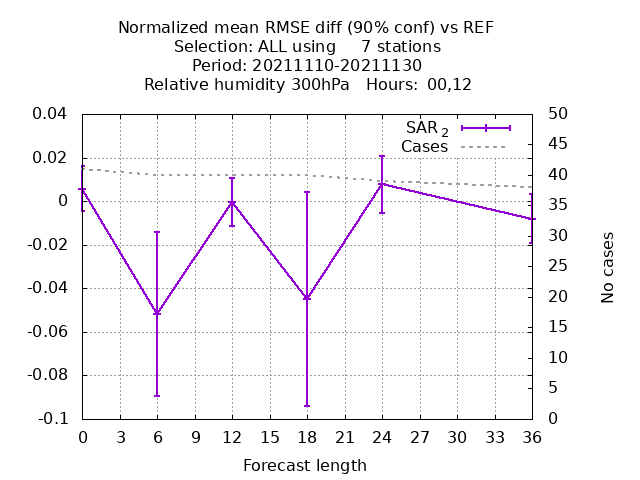 Normalized mean RMSE diff (90% conf) vs REF
Selection: ALL using 7 stations
Period: 20211110-20211130
Relative humidity 300hPa Hours: 00,12
0.04
0.02
0
-0.02
-0.04
-0.06
-0.08
-0.1
SAR 2
Cases
50
45
40
35
30
25
20
15
10
5
0
No cases
0 3 6 9 12 15 18 21 24 27 30 33 36
Forecast length